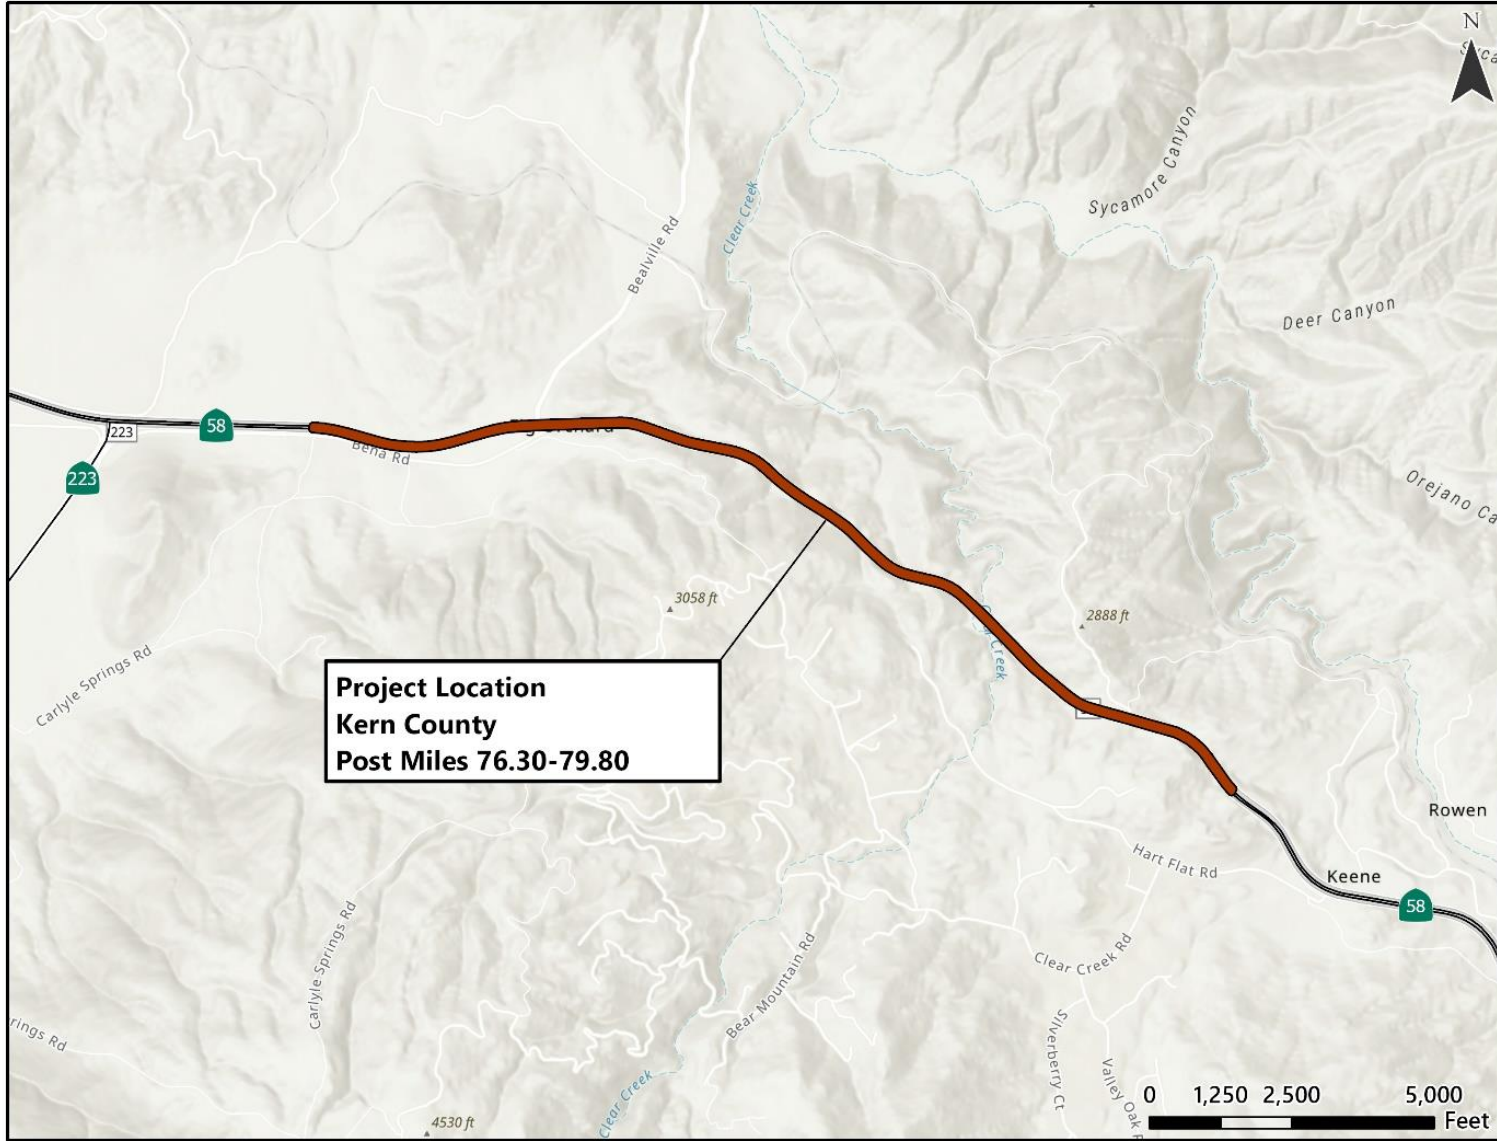 N
Sycamore Canyon
Clear Creek
Bealville Rd
Deer Canyon
58
223
Bena Rd
223
Orejano
3058 ft
2888 ft
Creek
Carlyle Springs Rd
Project Location
Kern County
Post Miles 76.30-79.80
Rowen
Hart Flat Rd
Keene
58
Carlyle Springs Rd
Clear Creek Rd
Bear Mountain Rd
Silverberry Ct
Valley Oak
Rd
Clear Creek
4530 ft
0 1,250 2,500 5,000
Feet